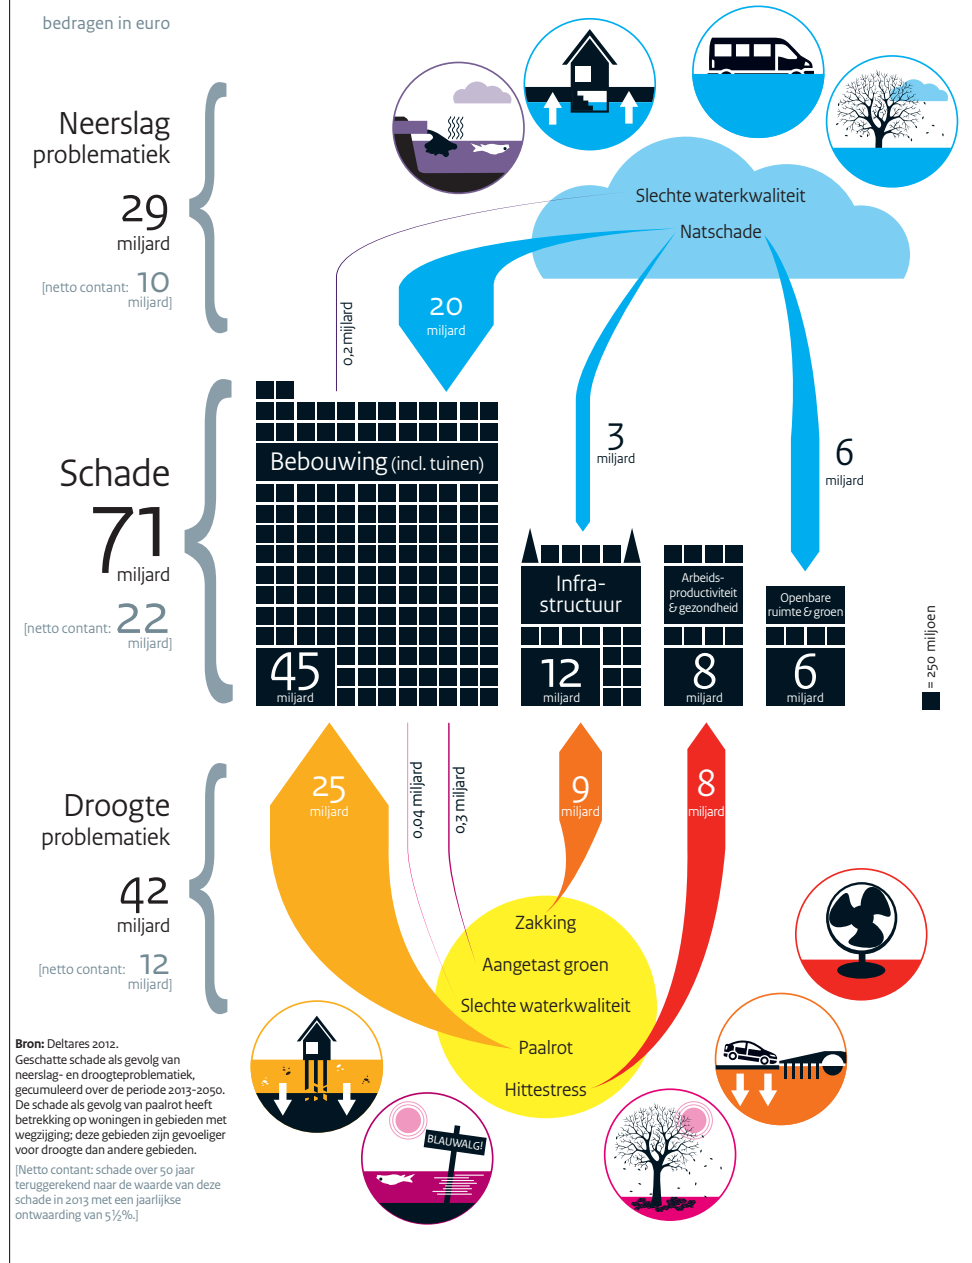 bedragen in euro
Neerslag
problematiek
29
miljard
[netto contant: 10
miljard]
Slechte waterkwaliteit
Natschade
0,2 mijlard
20
miljard
3
miljard
6
miljard
Schade
71
miljard
[netto contant: 22
miljard]
Bebouwing (incl. tuinen)
45
miljard
Infra-
structuur
12
miljard
Arbeids-
productiviteit
& gezondheid
8
miljard
Openbare
ruimte & groen
6
miljard
= 250 miljoen
Droogte
problematiek
42
miljard
[netto contant: 12
miljard]
25
miljard
0,04 miljard
0,3 miljard
9
miljard
8
miljard
Zakking
Aangetast groen
Slechte waterkwaliteit
Paalrot
Hittestress
BLAUWALG!
Bron: Deltares 2012.
Geschatte schade als gevolg van
neerslag- en droogteproblematiek,
gecumuleerd over de periode 2013-2050.
De schade als gevolg van paalrot heeft
betrekking op woningen in gebieden met
wegzijging; deze gebieden zijn gevoeliger
voor droogte dan andere gebieden.
[Netto contant: schade over 50 jaar
teruggerekend naar de waarde van deze
schade in 2013 met een jaarlijkse
ontwaarding van 5½%.]